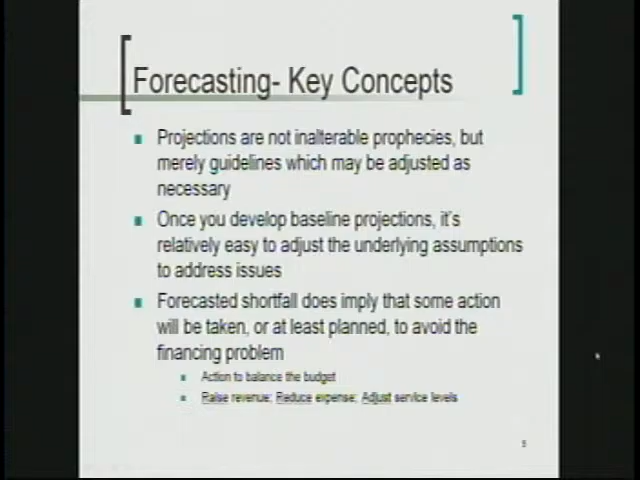 Forecasting- Key Concepts
Projections are not inalterable prophecies, but
merely guidelines which may be adjusted as
necessary
Once you develop baseline projections, it's
relatively easy to adjust the underlying assumptions
to address issues
Forecasted shortfall does imply that some action
will be taken, or at least planned, to avoid the
financing problem
Action to balance the budget
Raise revenue; Reduce expense; Adjust service levels